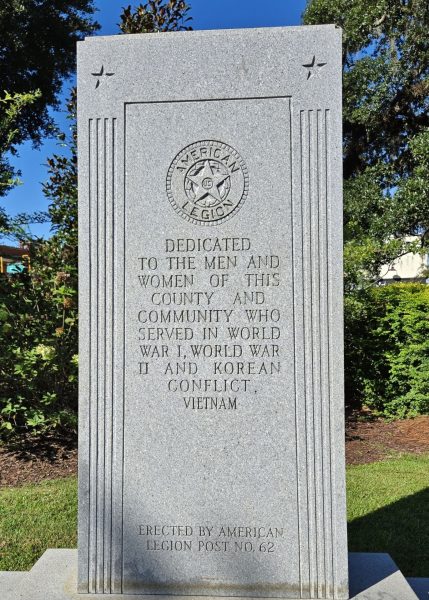 AMERICAN
LEGION
DEDICATED
TO THE MEN AND
WOMEN OF THIS
COUNTY AND
COMMUNITY WHO
SERVED IN WORLD
WAR I, WORLD WAR
II AND KOREAN
CONFLICT,
VIETNAM
ERECTED BY AMERICAN
LEGION POST NO. 62